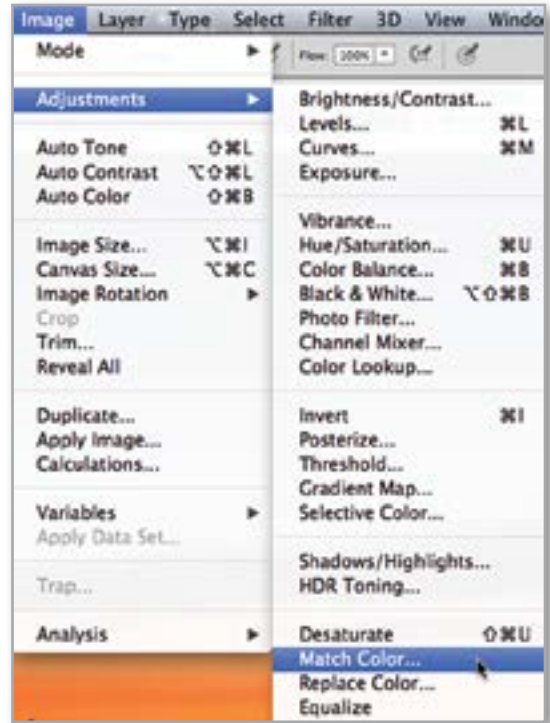 Image Layer Type Select Filter 3D View Windo
Mode
Flow: 100%
Adjustments
Auto Tone ⇧⌘L
Auto Contrast ⌥⇧⌘L
Auto Color ⇧⌘B
Image Size... ⌥⌘I
Canvas Size... ⌥⌘C
Image Rotation
Crop
Trim...
Reveal All
Duplicate...
Apply Image...
Calculations...
Variables
Apply Data Set...
Trap...
Analysis
Brightness/Contrast...
Levels... ⌘L
Curves... ⌘M
Exposure...
Vibrance...
Hue/Saturation... ⌘U
Color Balance... ⌘B
Black & White... ⌥⇧⌘B
Photo Filter...
Channel Mixer...
Color Lookup...
Invert ⌘I
Posterize...
Threshold...
Gradient Map...
Selective Color...
Shadows/Highlights...
HDR Toning...
Desaturate ⇧⌘U
Match Color...
Replace Color...
Equalize